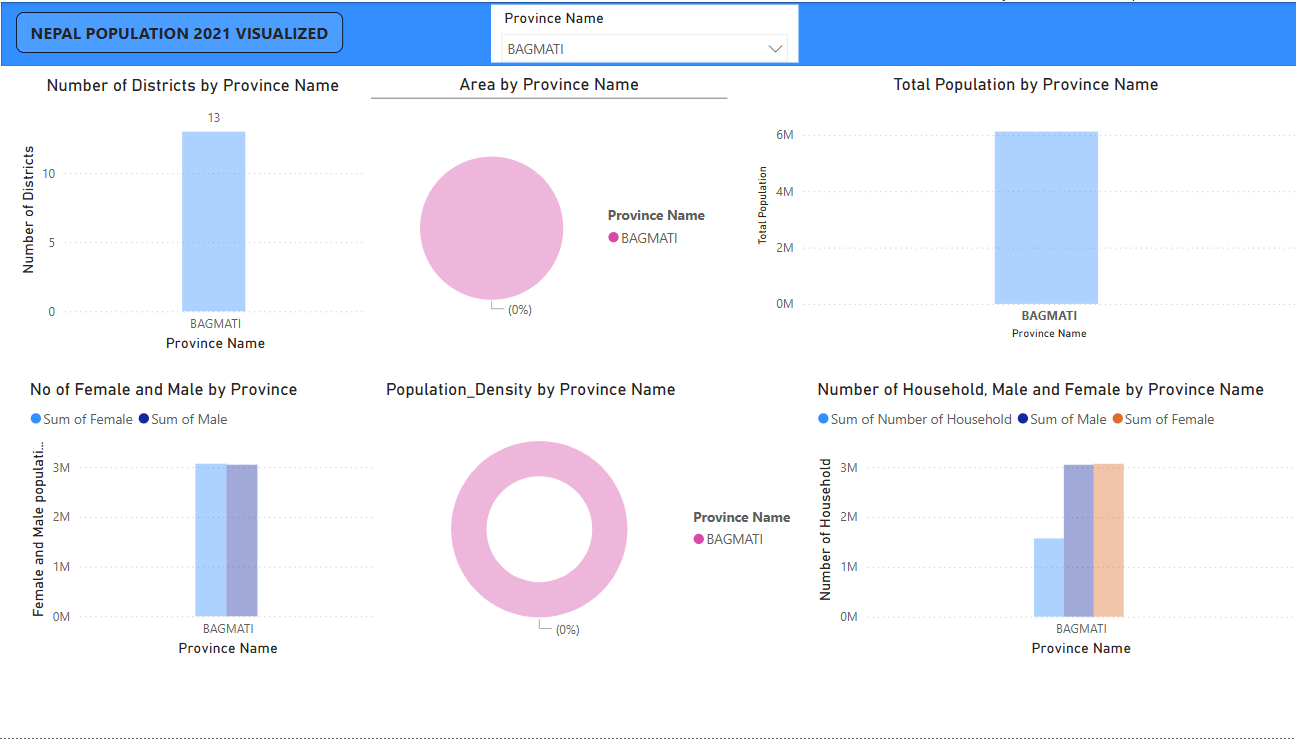 NEPAL POPULATION 2021 VISUALIZED
Province Name
BAGMATI
Number of Districts by Province Name
13
10
5
0
Number of Districts
BAGMATI
Province Name
Area by Province Name
Province Name
BAGMATI
(0%)
Total Population by Province Name
6M
4M
2M
0M
Total Population
BAGMATI
Province Name
No of Female and Male by Province
Sum of Female Sum of Male
3M
2M
1M
0M
Female and Male populati...
BAGMATI
Province Name
Population_Density by Province Name
Province Name
BAGMATI
(0%)
Number of Household, Male and Female by Province Name
Sum of Number of Household Sum of Male Sum of Female
3M
2M
1M
0M
Number of Household
BAGMATI
Province Name